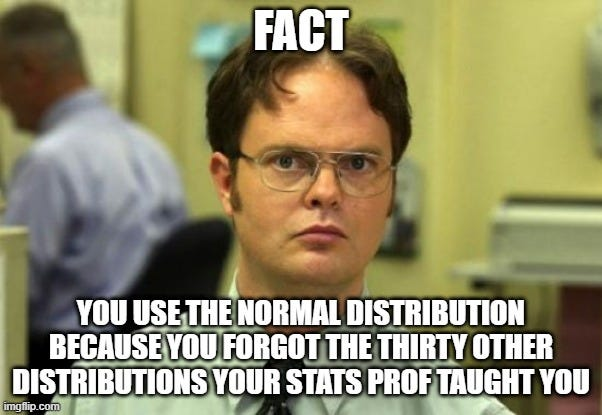 FACT
YOU USE THE NORMAL DISTRIBUTION
BECAUSE YOU FORGOT THE THIRTY OTHER
DISTRIBUTIONS YOUR STATS PROF TAUGHT YOU
imgflip.com